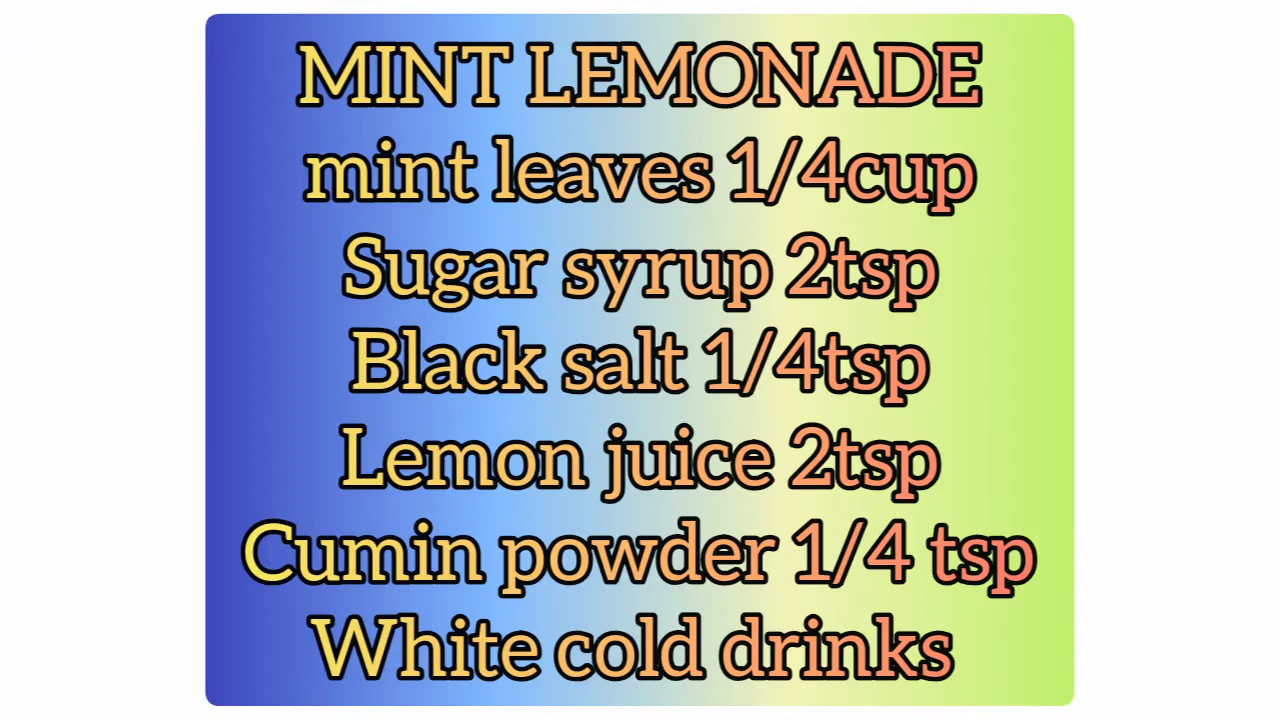 MINT LEMONADE
mint leaves 1/4cup
Sugar syrup 2tsp
Black salt 1/4tsp
Lemon juice 2tsp
Cumin powder 1/4 tsp
White cold drinks